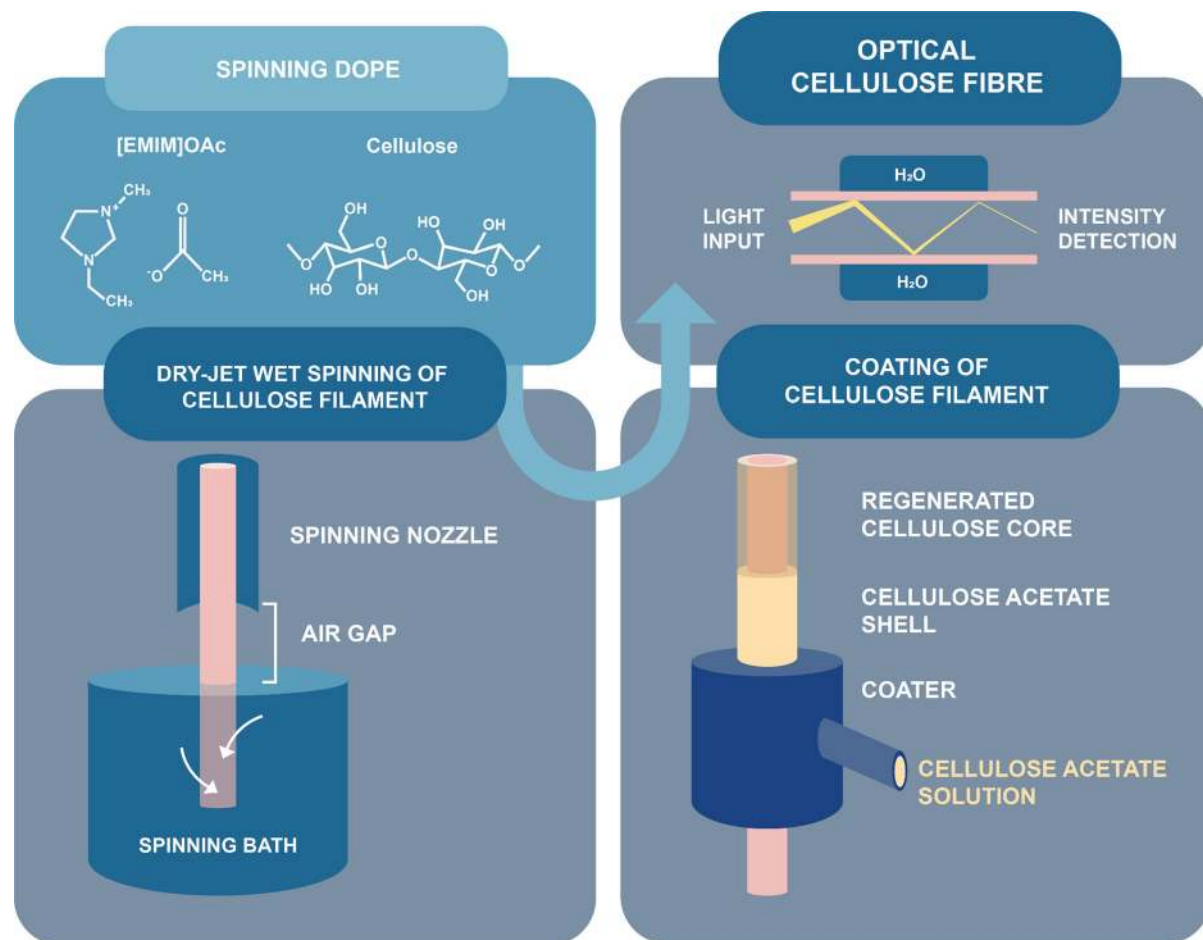 SPINNING DOPE
[EMIM]OAc
Cellulose
CH₃
N⁺
N
CH₃
O
⁻O
CH₃
OH
O
O
HO
OH
O
HO
OH
O
O
OH
DRY-JET WET SPINNING OF
CELLULOSE FILAMENT
SPINNING NOZZLE
AIR GAP
SPINNING BATH
OPTICAL
CELLULOSE FIBRE
H₂O
LIGHT
INPUT
INTENSITY
DETECTION
H₂O
COATING OF
CELLULOSE FILAMENT
REGENERATED
CELLULOSE CORE
CELLULOSE ACETATE
SHELL
COATER
CELLULOSE ACETATE
SOLUTION